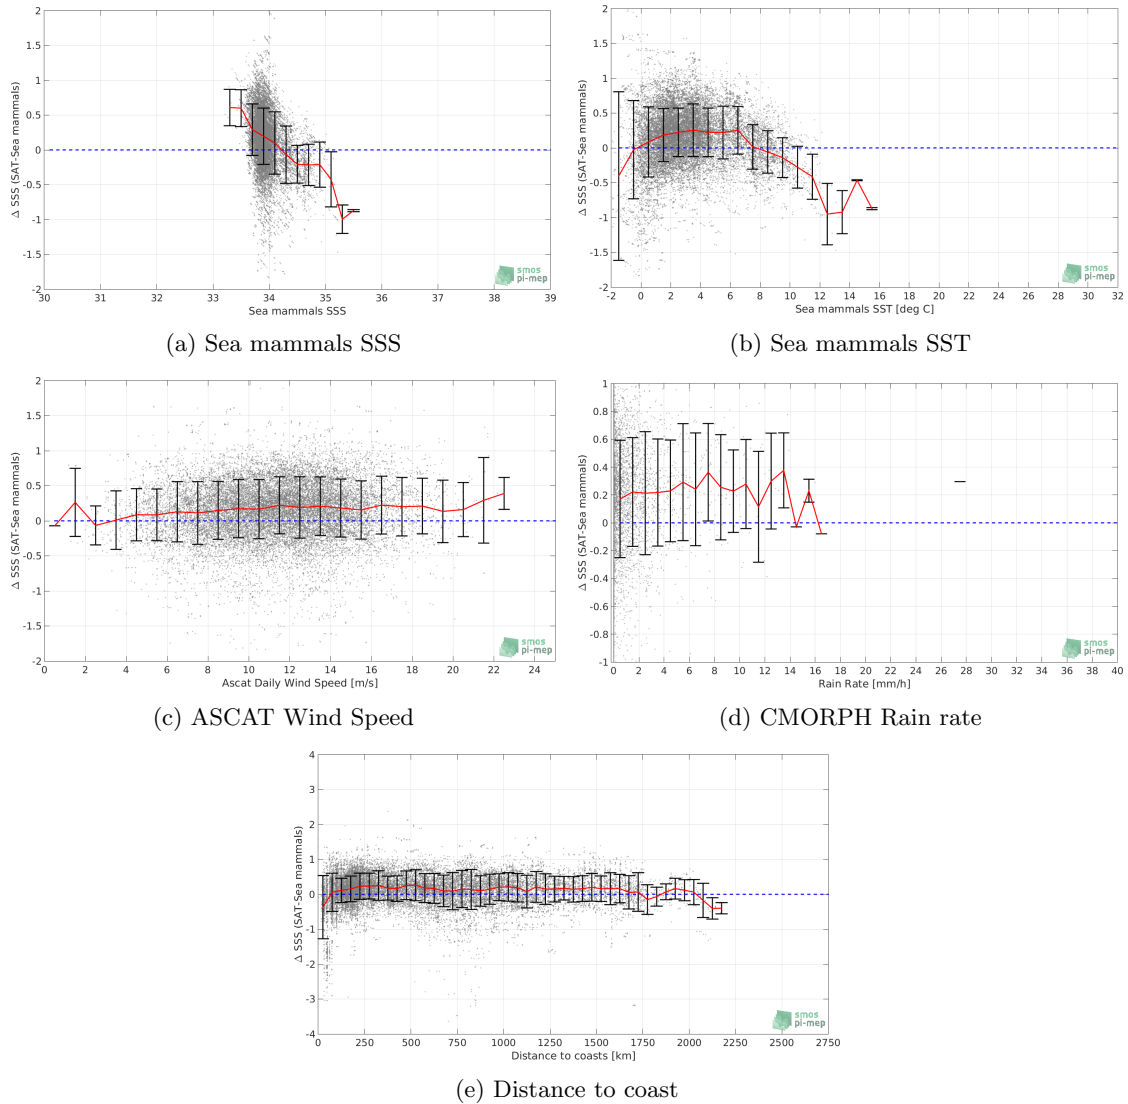 Δ SSS (SAT-Sea mammals)
2
1.5
1
0.5
0
-0.5
-1
-1.5
-2
30 31 32 33 34 35 36 37 38 39
Sea mammals SSS
smos
pi-mep
(a) Sea mammals SSS
Δ SSS (SAT-Sea mammals)
2
1.5
1
0.5
0
-0.5
-1
-1.5
-2
-2 0 2 4 6 8 10 12 14 16 18 20 22 24 26 28 30 32
Sea mammals SST [deg C]
smos
pi-mep
(b) Sea mammals SST
Δ SSS (SAT-Sea mammals)
2
1.5
1
0.5
0
-0.5
-1
-1.5
-2
0 2 4 6 8 10 12 14 16 18 20 22 24
Ascat Daily Wind Speed [m/s]
smos
pi-mep
(c) ASCAT Wind Speed
Δ SSS (SAT-Sea mammals)
1
0.8
0.6
0.4
0.2
0
-0.2
-0.4
-0.6
-0.8
-1
0 2 4 6 8 10 12 14 16 18 20 22 24 26 28 30 32 34 36 38 40
Rain Rate [mm/h]
smos
pi-mep
(d) CMORPH Rain rate
Δ SSS (SAT-Sea mammals)
4
3
2
1
0
-1
-2
-3
-4
0 250 500 750 1000 1250 1500 1750 2000 2250 2500 2750
Distance to coasts [km]
smos
pi-mep
(e) Distance to coast